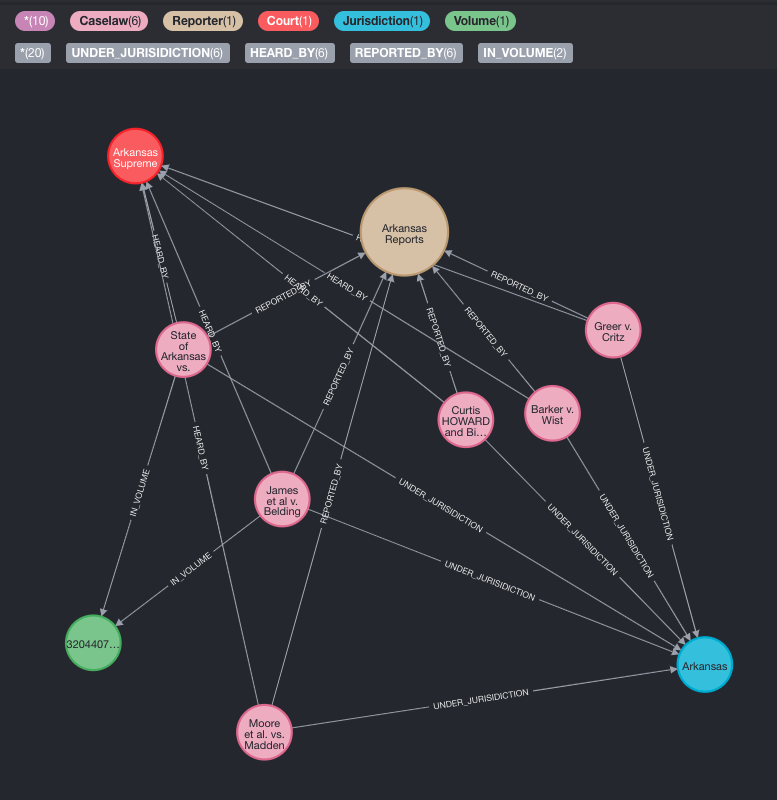 *(10) Caselaw(6) Reporter(1) Court(1) Jursdiction(1) Volume(1)
*(20) UNDER_JURISIDICTION(6) HEARD_BY(6) REPORTED_BY(6) IN_VOLUME(2)
Arkansas
Supreme
Arkansas
Reports
HEARD_BY
REPORTED_BY
HEARD_BY
HEARD_BY
REPORTED_BY
Greer v.
Critz
State
of
Arkansas
vs.
HEARD_BY
REPORTED_BY
REPORTED_BY
REPORTED_BY
Curtis
HOWARD
and Bi...
Barker v.
Wist
HEARD_BY
IN_VOLUME
James
et al v.
Belding
REPORTED_BY
UNDER_JURISIDICTION
UNDER_JURISIDICTION
UNDER_JURISIDICTION
UNDER_JURISIDICTION
IN_VOLUME
UNDER_JURISIDICTION
3204407...
Arkansas
UNDER_JURISIDICTION
Moore
et al. vs.
Madden